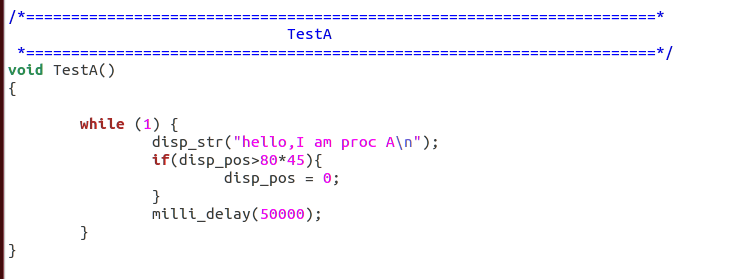 /*======================================================================*
                               TestA
 *======================================================================*/
void TestA()
{

        while (1) {
                disp_str("hello,I am proc A\n");
                if(disp_pos>80*45){
                        disp_pos = 0;
                }
                milli_delay(50000);
        }
}